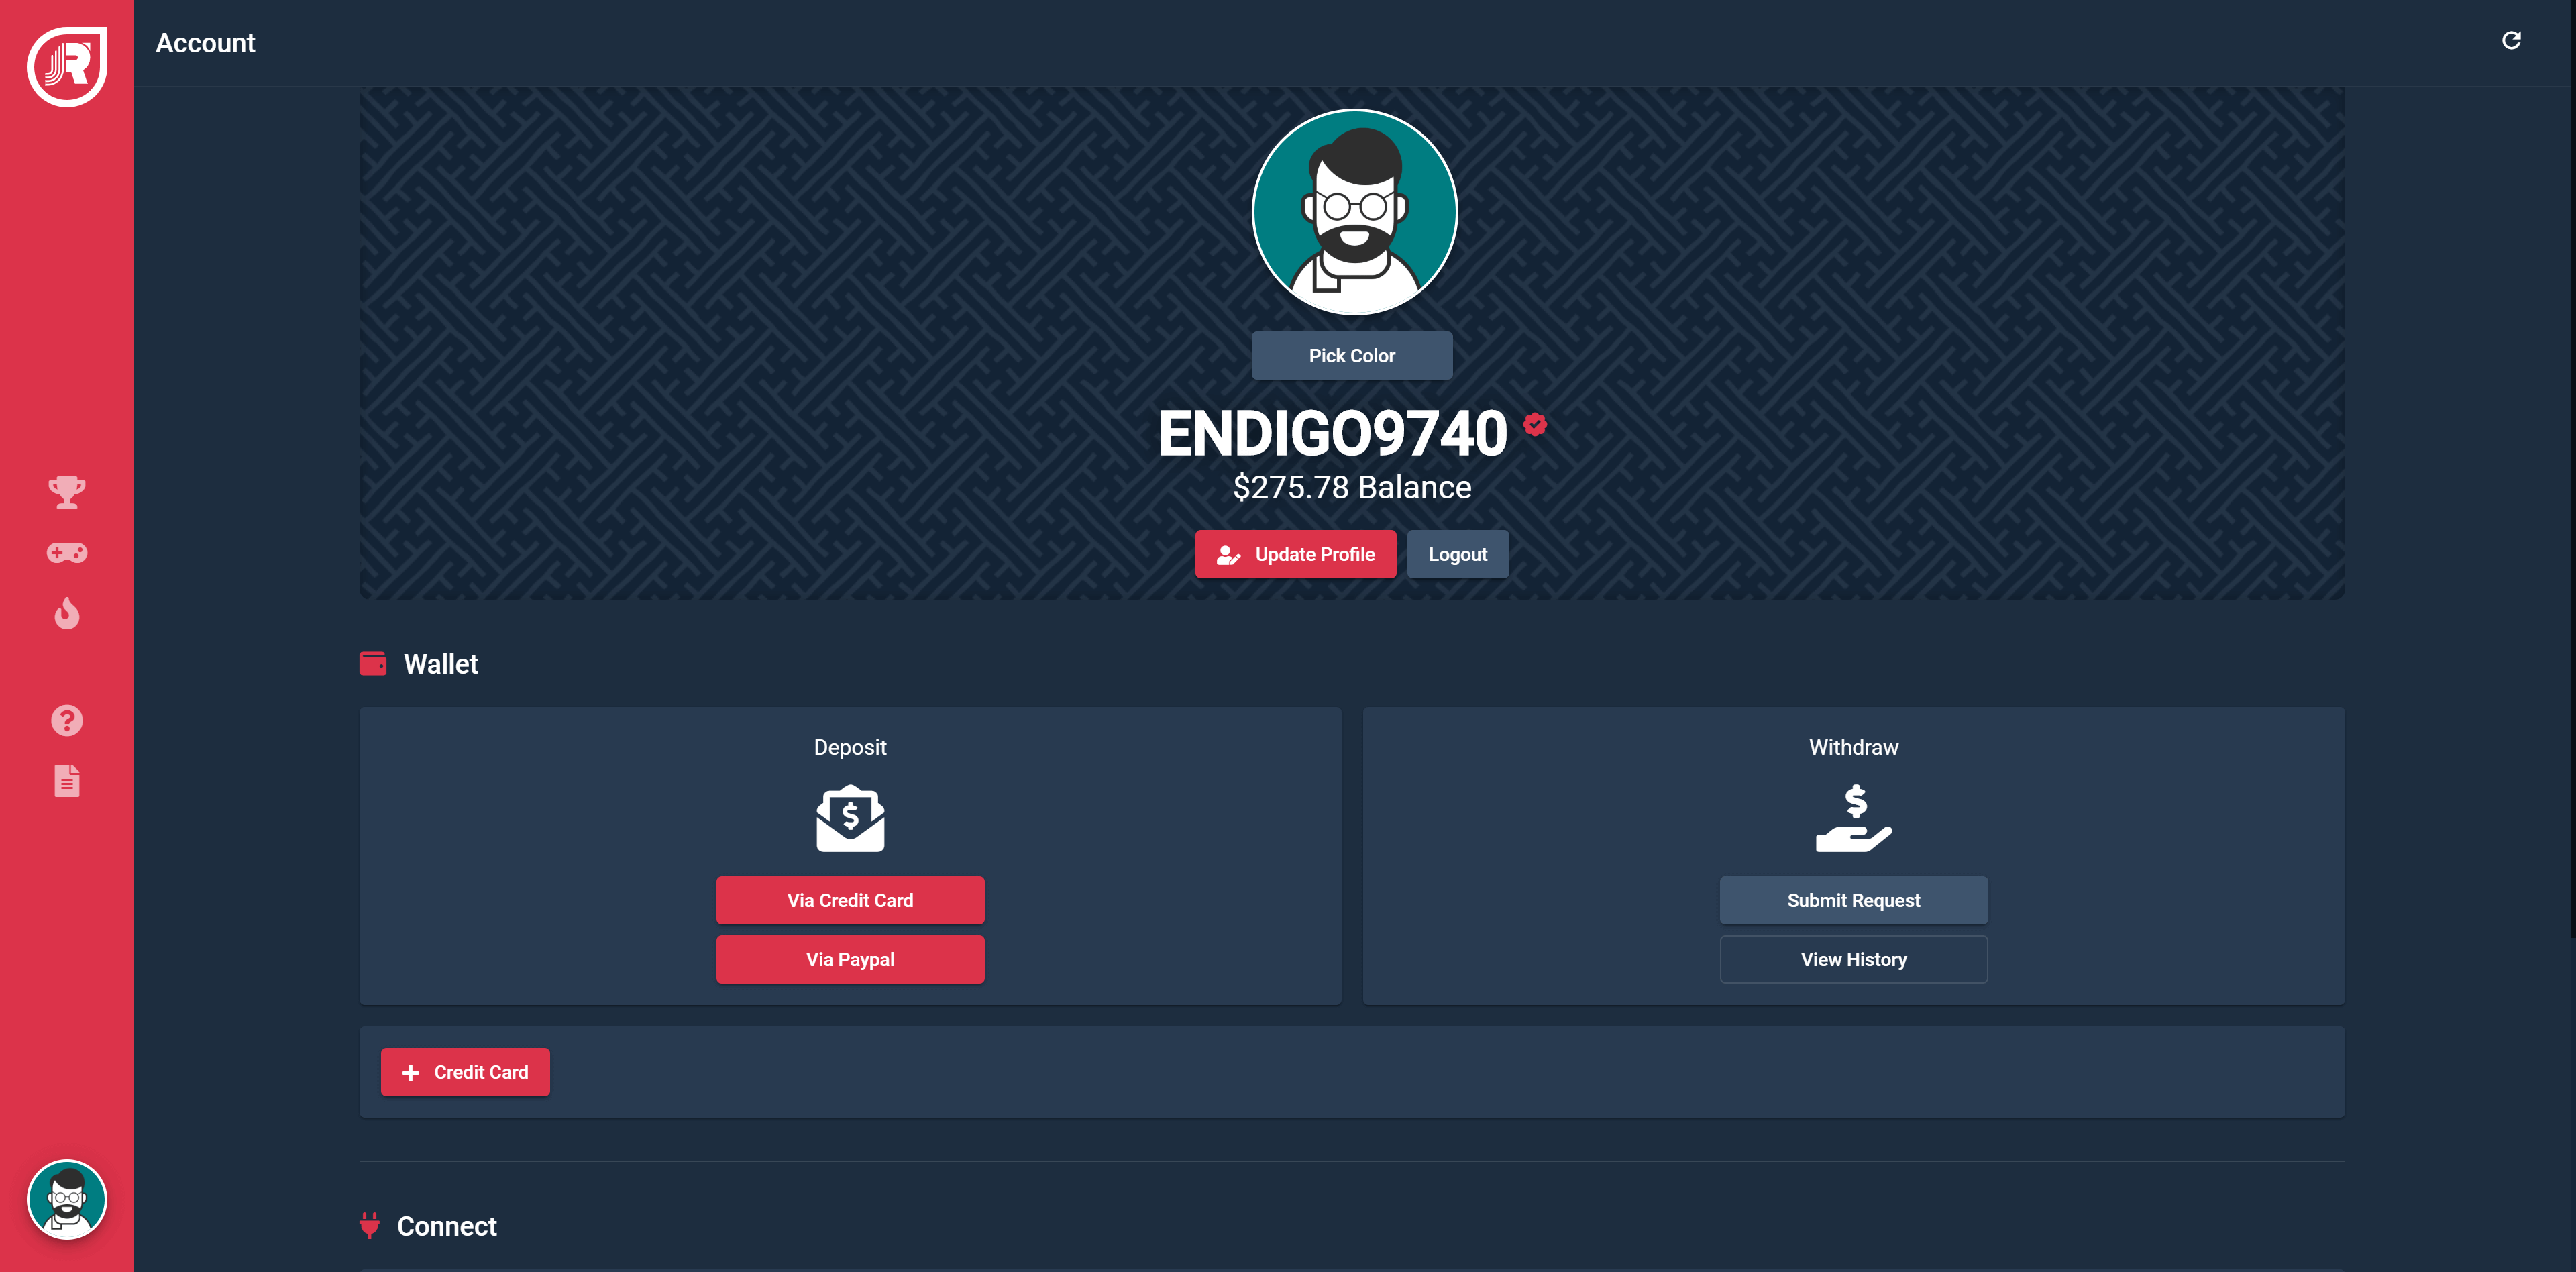 Account
Pick Color
ENDIGO9740
$275.78 Balance
Update Profile
Logout
Wallet
Deposit
Withdraw
Via Credit Card
Submit Request
Via Paypal
View History
Credit Card
Connect